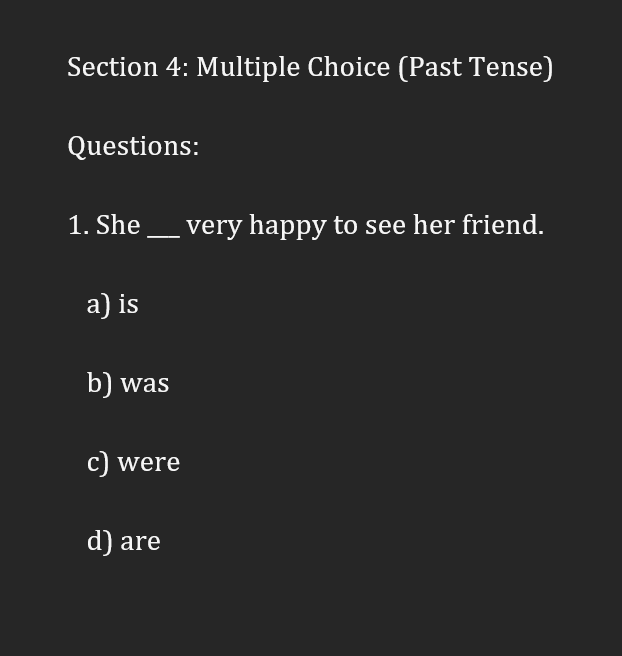 Section 4: Multiple Choice (Past Tense)
Questions:
1. She ___ very happy to see her friend.
a) is
b) was
c) were
d) are